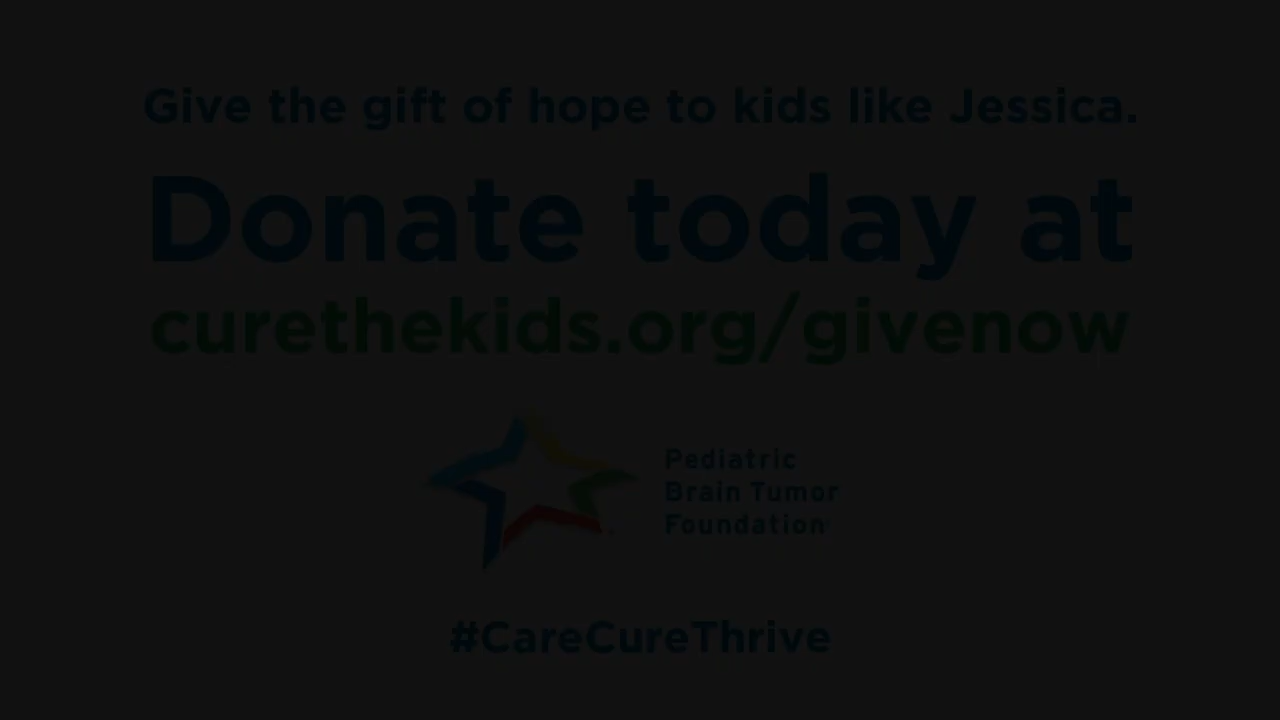 Give the gift of hope to kids like Jessica.
Donate today at
curethekids.org/givenow
Pediatric
Brain Tumor
Foundation
#CareCureThrive